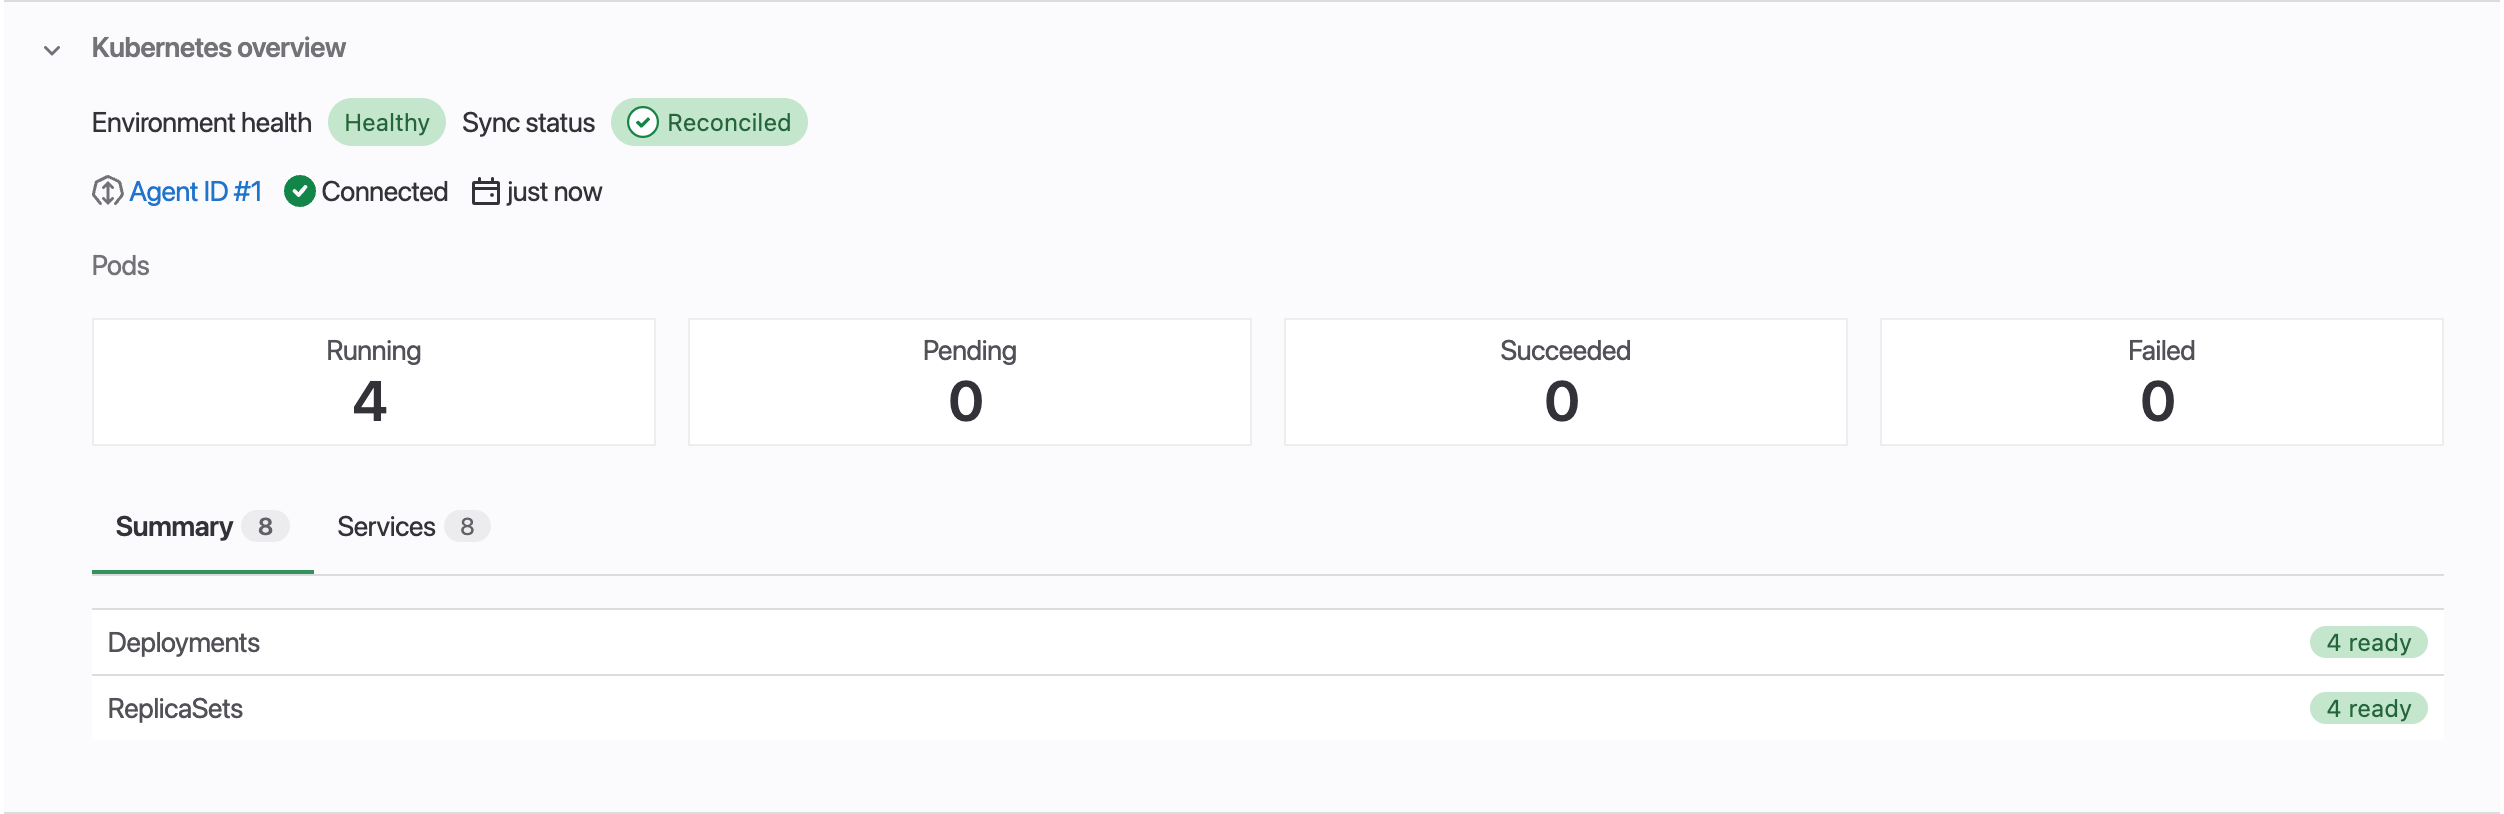 Kubernetes overview
Environment health Healthy Sync status Reconciled
Agent ID #1 Connected just now
Pods
Running Pending Succeeded Failed
4 0 0 0
Summary 8 Services 8
Deployments 4 ready
ReplicaSets 4 ready